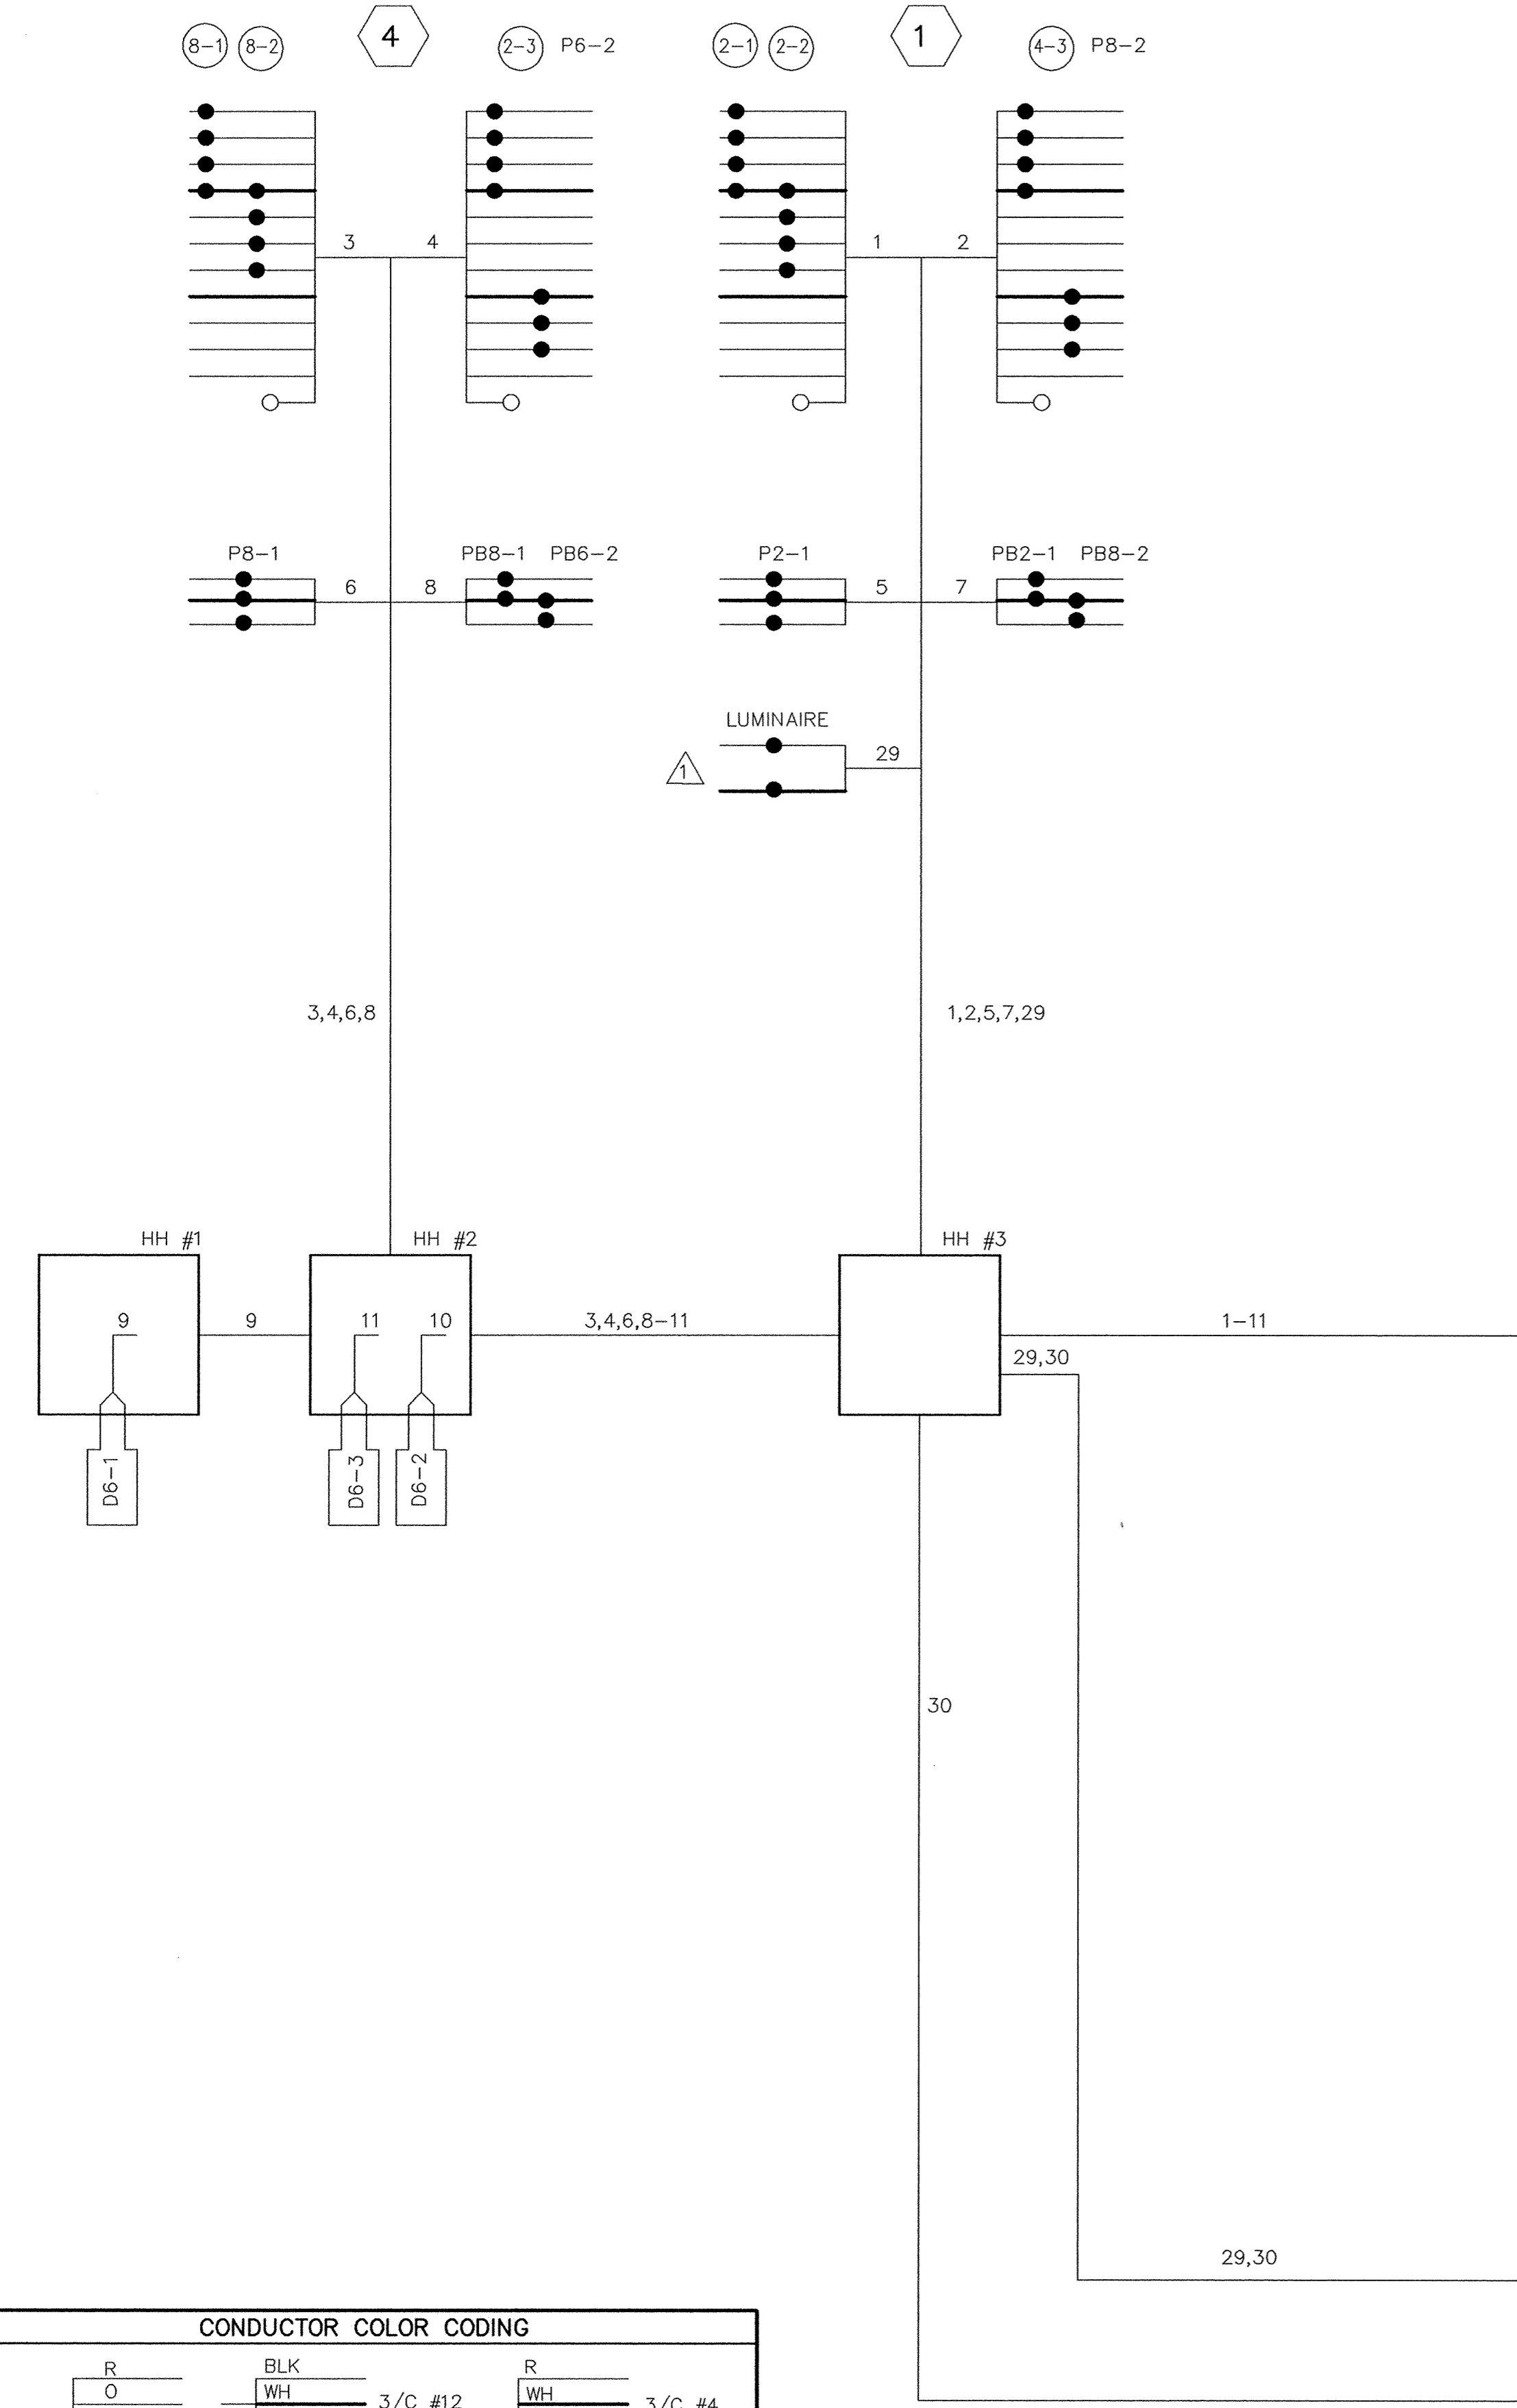 8-1 8-2 4 2-3 P6-2 2-1 2-2 1 4-3 P8-2
3 4 1 2
P8-1 PB8-1 PB6-2 P2-1 PB2-1 PB8-2
6 8 5 7
LUMINAIRE
1 29
3,4,6,8 1,2,5,7,29
HH #1 HH #2 HH #3
9 9 11 10 3,4,6,8-11 1-11
29,30
D6-1 D6-3 D6-2
30
29,30
CONDUCTOR COLOR CODING
R BLK R
O WH 3/C #12 WH 3/C #4